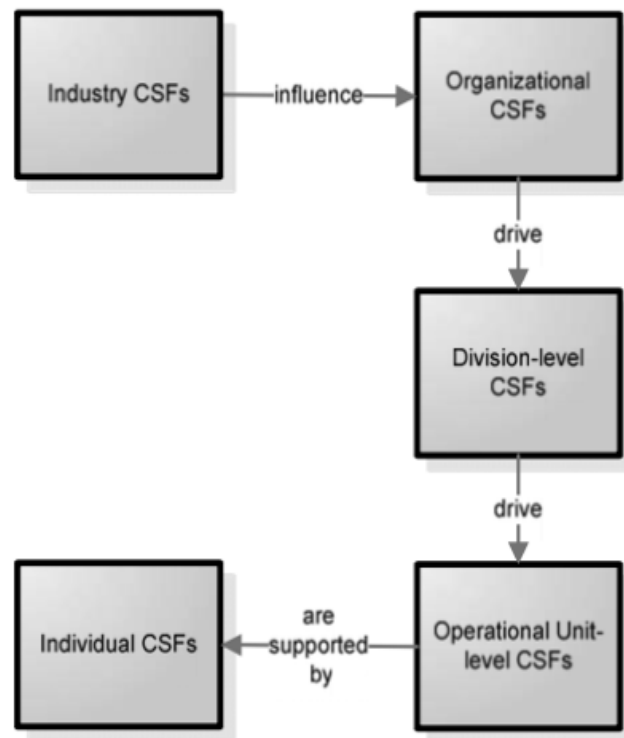 Industry CSFs
influence
Organizational
CSFs
drive
Division-level
CSFs
drive
Operational Unit-
level CSFs
are
supported
by
Individual CSFs